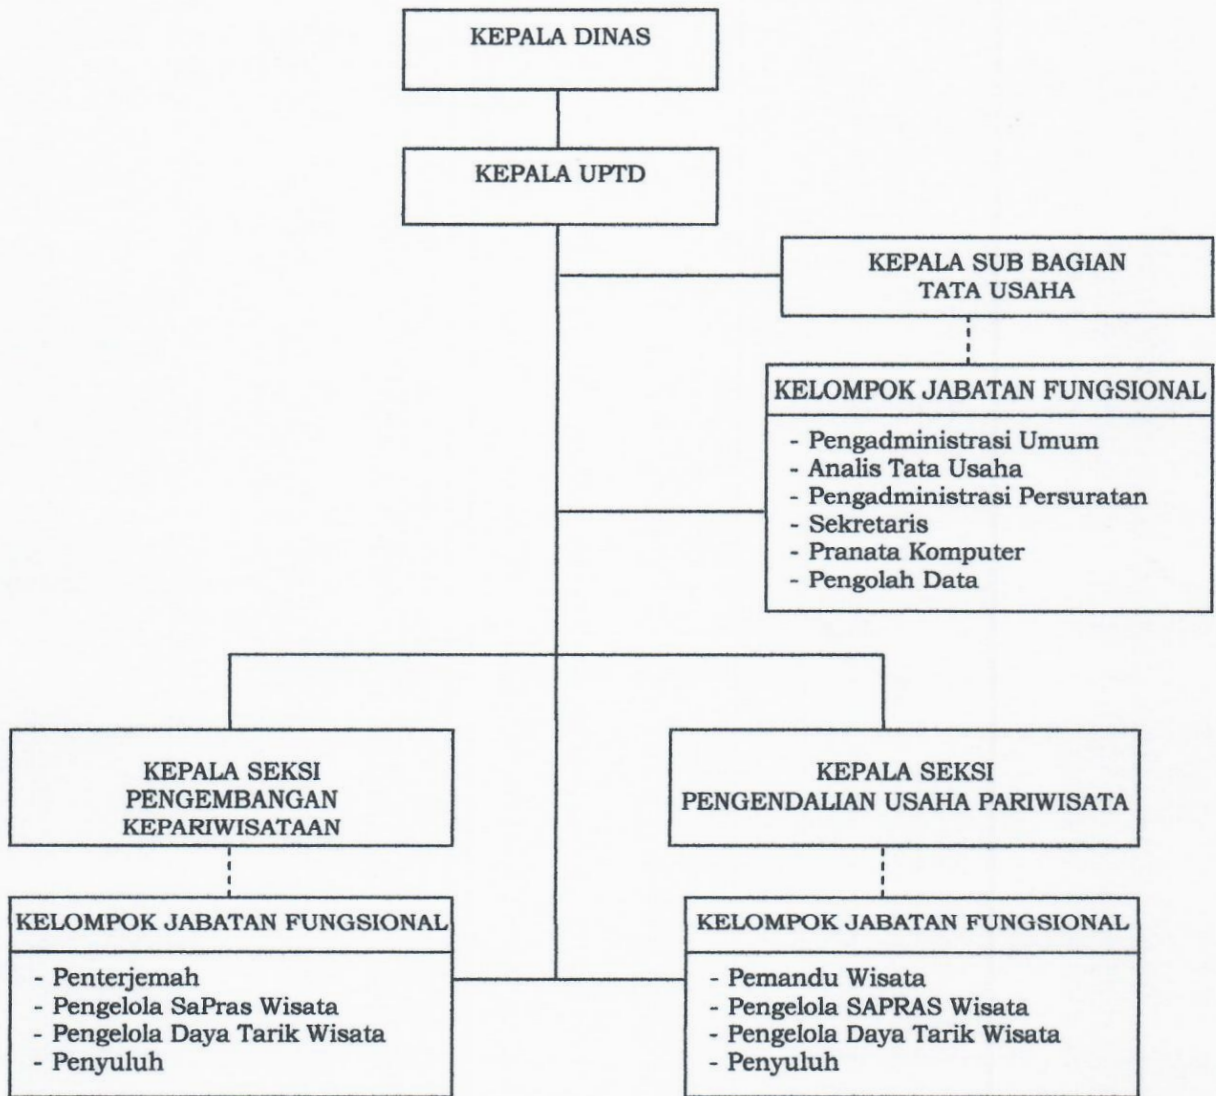 KEPALA DINAS
KEPALA UPTD
KEPALA SUB BAGIAN
TATA USAHA
KELOMPOK JABATAN FUNGSIONAL
- Pengadministrasi Umum
- Analis Tata Usaha
- Pengadministrasi Persuratan
- Sekretaris
- Pranata Komputer
- Pengolah Data
KEPALA SEKSI
PENGEMBANGAN
KEPARIWISATAAN
KEPALA SEKSI
PENGENDALIAN USAHA PARIWISATA
KELOMPOK JABATAN FUNGSIONAL
- Penterjemah
- Pengelola SaPras Wisata
- Pengelola Daya Tarik Wisata
- Penyuluh
KELOMPOK JABATAN FUNGSIONAL
- Pemandu Wisata
- Pengelola SAPRAS Wisata
- Pengelola Daya Tarik Wisata
- Penyuluh